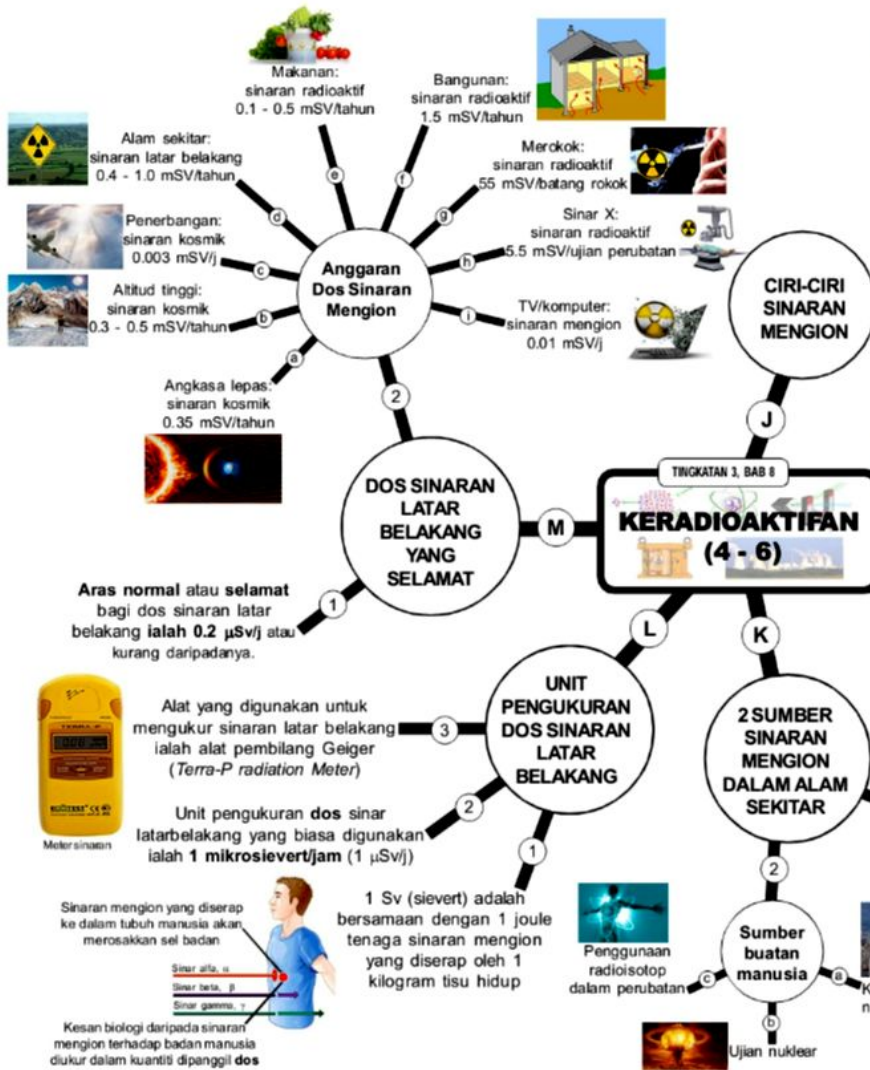 Makanan:
sinaran radioaktif
0.1 - 0.5 mSV/tahun
Bangunan:
sinaran radioaktif
1.5 mSV/tahun
Alam sekitar:
sinaran latar belakang
0.4 - 1.0 mSV/tahun
Merokok:
sinaran radioaktif
55 mSV/batang rokok
Penerbangan:
sinaran kosmik
0.003 mSV/j
Sinar X:
sinaran radioaktif
5.5 mSV/ujian perubatan
Altitud tinggi:
sinaran kosmik
0.3 - 0.5 mSV/tahun
TV/komputer:
sinaran mengion
0.01 mSV/j
Angkasa lepas:
sinaran kosmik
0.35 mSV/tahun
a
b
c
d
e
f
g
h
i
Anggaran
Dos Sinaran
Mengion
2
CIRI-CIRI
SINARAN
MENGION
J
TINGKATAN 3, BAB 8
KERADIOAKTIFAN
(4 - 6)
M
DOS SINARAN
LATAR
BELAKANG
YANG
SELAMAT
1
Aras normal atau selamat
bagi dos sinaran latar
belakang ialah 0.2 μSv/j atau
kurang daripadanya.
L
K
UNIT
PENGUKURAN
DOS SINARAN
LATAR
BELAKANG
3
Alat yang digunakan untuk
mengukur sinaran latar belakang
ialah alat pembilang Geiger
(Terra-P radiation Meter)
TERRA-P
Meter sinaran
2
Unit pengukuran dos sinar
latarbelakang yang biasa digunakan
ialah 1 mikrosievert/jam (1 μSv/j)
1
1 Sv (sievert) adalah
bersamaan dengan 1 joule
tenaga sinaran mengion
yang diserap oleh 1
kilogram tisu hidup
Sinaran mengion yang diserap
ke dalam tubuh manusia akan
merosakkan sel badan
Sinar alfa, α
Sinar beta, β
Sinar gamma, γ
Kesan biologi daripada sinaran
mengion terhadap badan manusia
diukur dalam kuantiti dipanggil dos
2 SUMBER
SINARAN
MENGION
DALAM ALAM
SEKITAR
2
Sumber
buatan
manusia
Penggunaan
radioisotop
dalam perubatan
c
a
K
n
b
Ujian nuklear